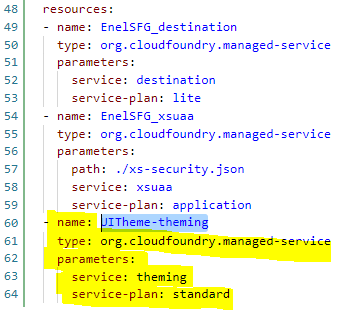 48 resources:
49 - name: EnelSFG_destination
50 type: org.cloudfoundry.managed-service
51 parameters:
52 service: destination
53 service-plan: lite
54 - name: EnelSFG_xsuaa
55 type: org.cloudfoundry.managed-service
56 parameters:
57 path: ./xs-security.json
58 service: xsuaa
59 service-plan: application
60 - name: UITheme-theming
61 type: org.cloudfoundry.managed-service
62 parameters:
63 service: theming
64 service-plan: standard